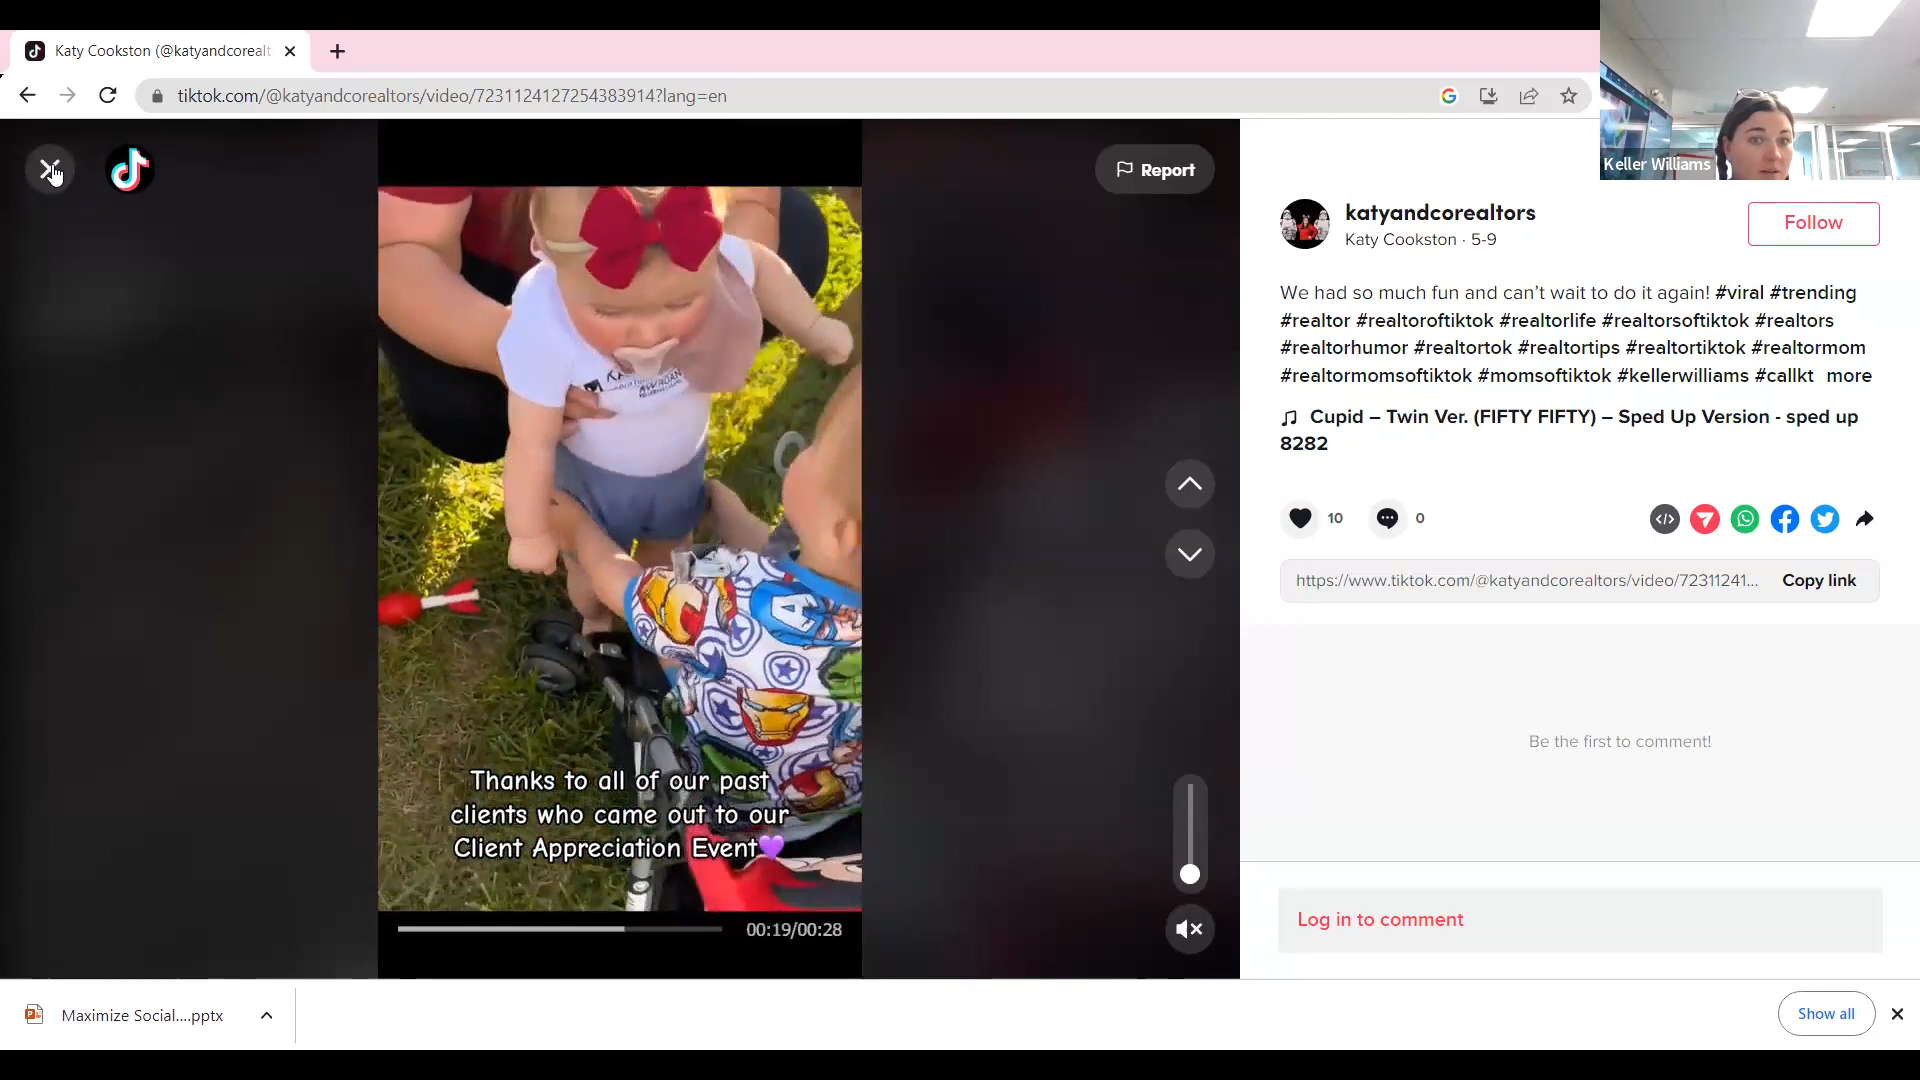 Katy Cookston (@katyandcorealt
tiktok.com/@katyandcorealtors/video/7231124127254383914?lang=en
Keller Williams
Report
katyandcorealtors
Katy Cookston · 5-9
Follow
We had so much fun and can't wait to do it again! #viral #trending
#realtor #realtoroftiktok #realtorlife #realtorsoftiktok #realtors
#realtorhumor #realtortok #realtortips #realtortiktok #realtormom
#realtormomsoftiktok #momsoftiktok #kellerwilliams #callkt more
Cupid – Twin Ver. (FIFTY FIFTY) – Sped Up Version - sped up
8282
10
0
https://www.tiktok.com/@katyandcorealtors/video/72311241...
Copy link
Be the first to comment!
Thanks to all of our past
clients who came out to our
Client Appreciation Event💜
00:19/00:28
Log in to comment
Maximize Social....pptx
Show all